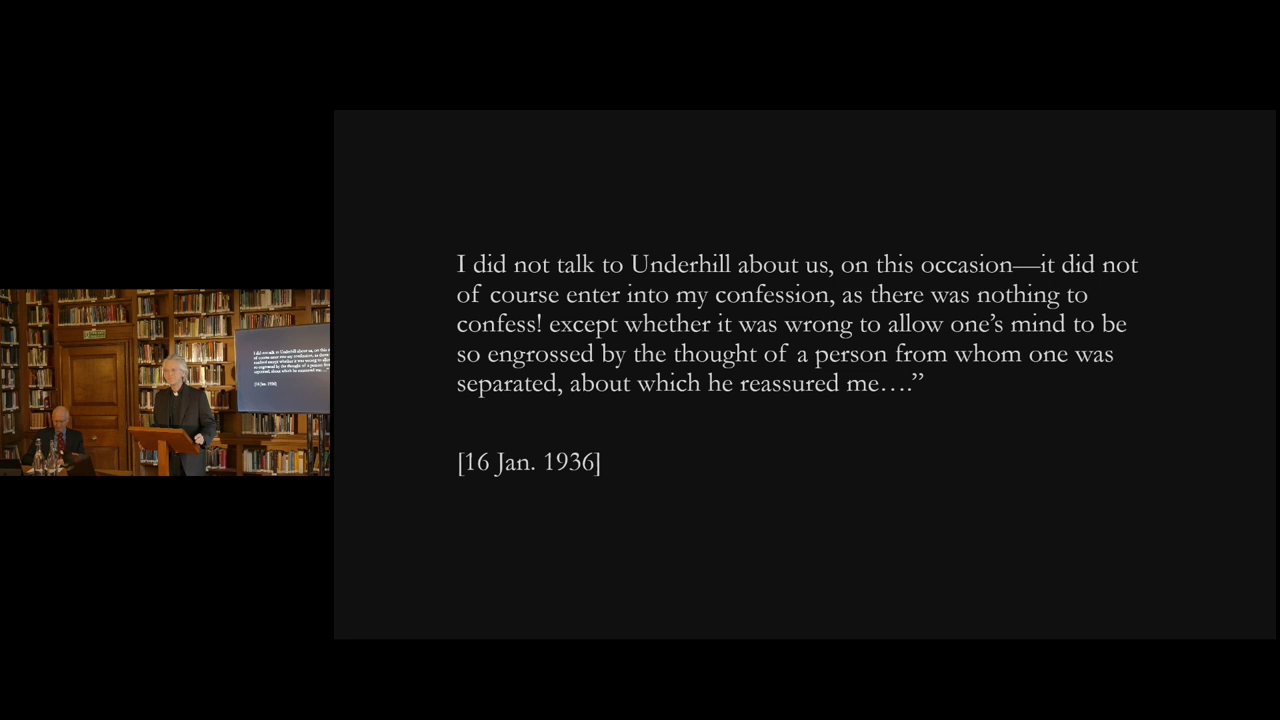 I did not talk to Underhill about us, on this occasion—it did not
of course enter into my confession, as there was nothing to
confess! except whether it was wrong to allow one’s mind to be
so engrossed by the thought of a person from whom one was
separated, about which he reassured me….”
[16 Jan. 1936]